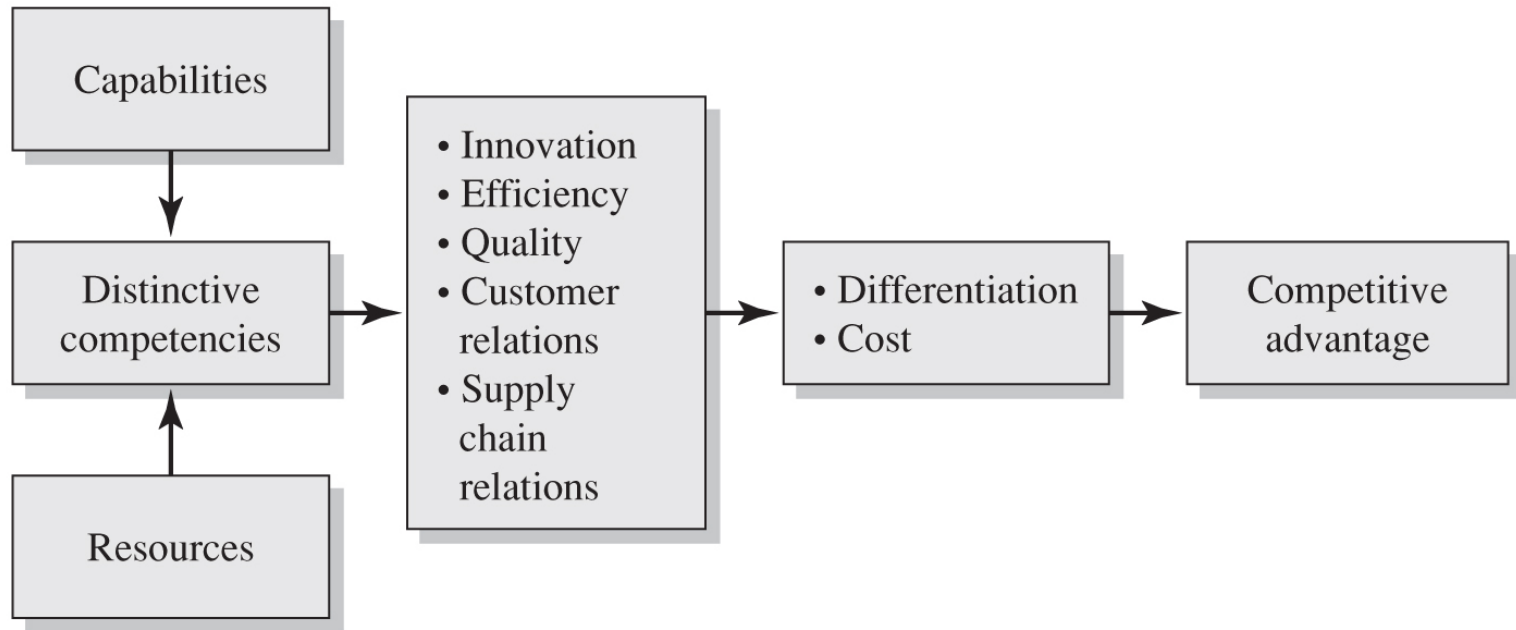 Capabilities
Distinctive
competencies
Resources
• Innovation
• Efficiency
• Quality
• Customer
relations
• Supply
chain
relations
• Differentiation
• Cost
Competitive
advantage